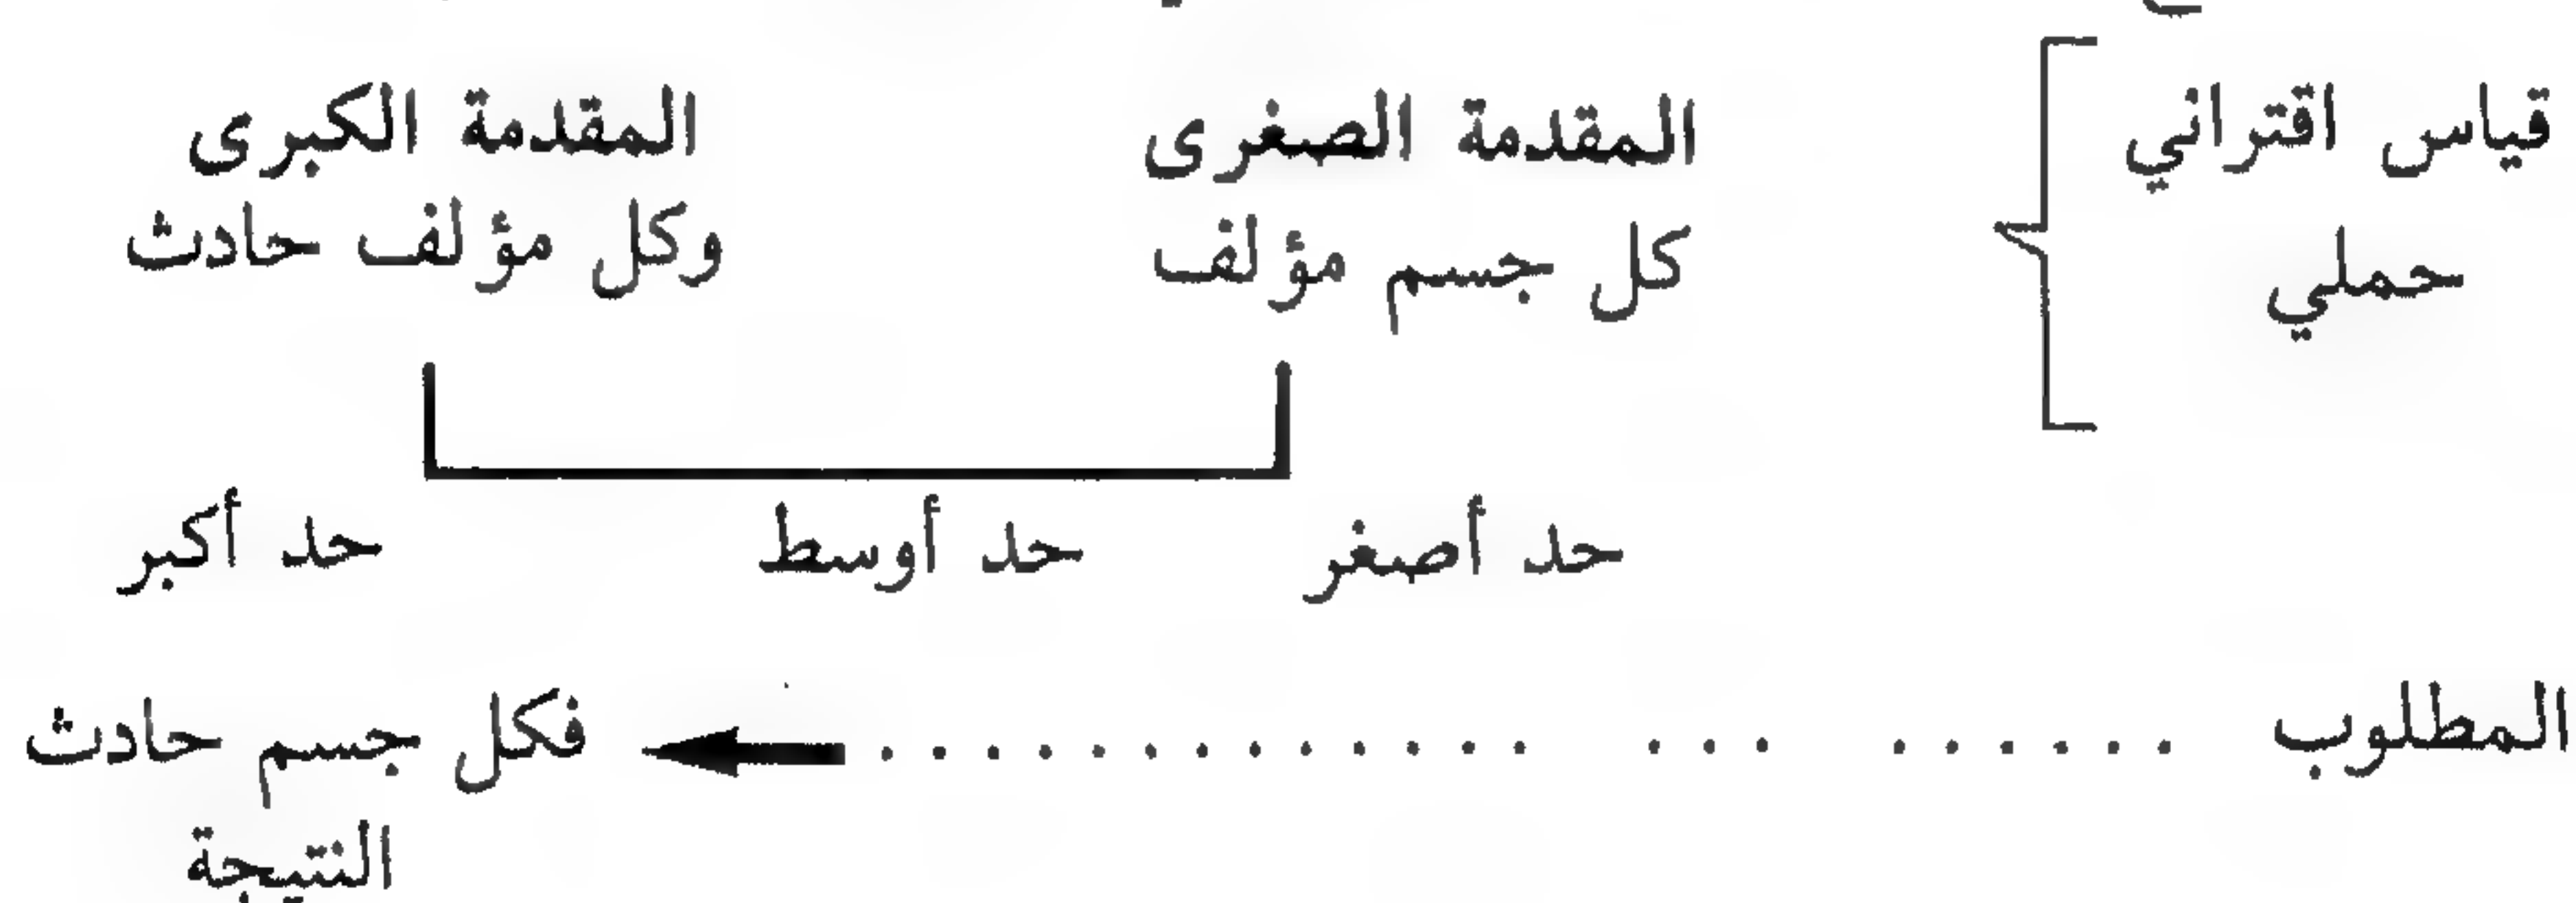 قياس اقتراني
حملي
المقدمة الصغرى
كل جسم مؤلف
المقدمة الكبرى
وكل مؤلف حادث
حد أصغر
حد أوسط
حد أكبر
المطلوب
فكل جسم حادث
النتيجة